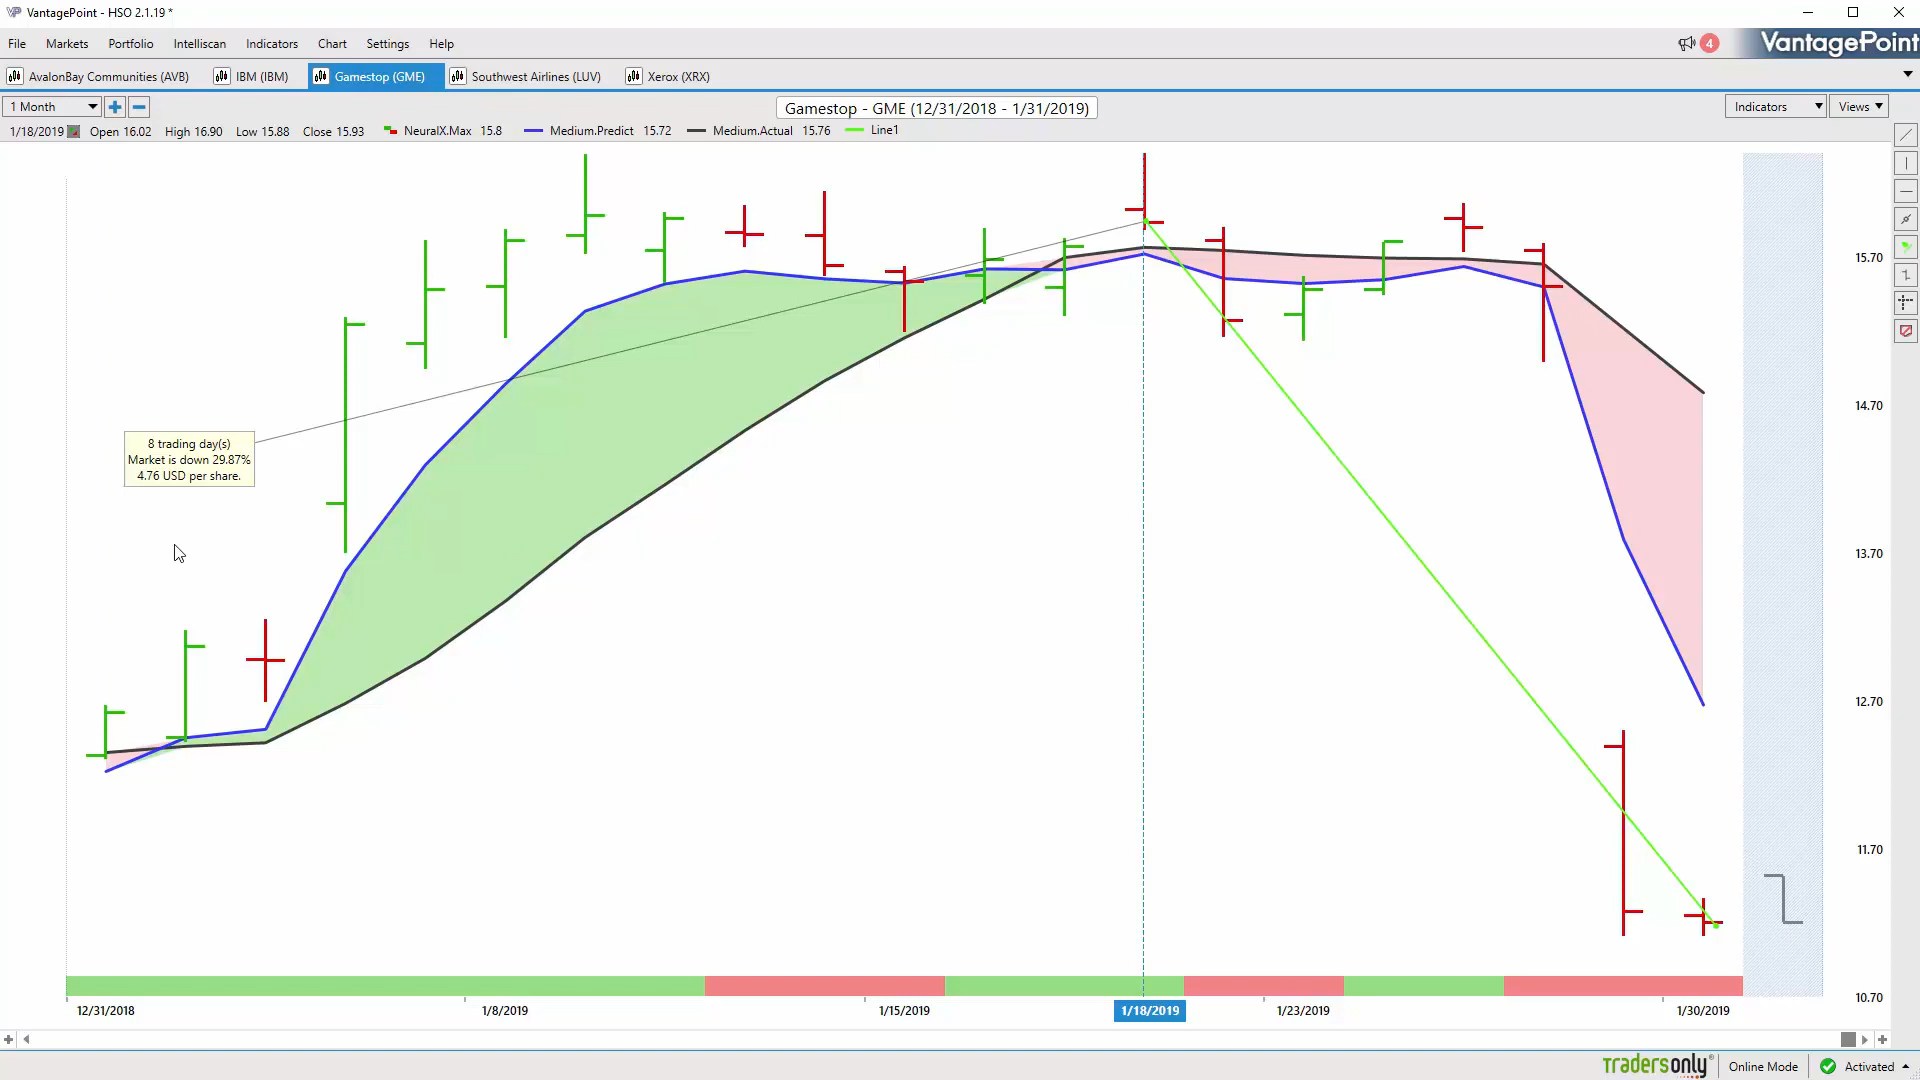 VantagePoint - HSO 2.1.19 *
File Markets Portfolio Intelliscan Indicators Chart Settings Help
4
VantagePoint
AvalonBay Communities (AVB) IBM (IBM) Gamestop (GME) Southwest Airlines (LUV) Xerox (XRX)
1 Month
Gamestop - GME (12/31/2018 - 1/31/2019)
Indicators Views
1/18/2019 Open 16.02 High 16.90 Low 15.88 Close 15.93 NeuralX.Max 15.8 Medium.Predict 15.72 Medium.Actual 15.76 Line1
15.70
14.70
8 trading day(s)
Market is down 29.87%
4.76 USD per share.
13.70
12.70
11.70
10.70
12/31/2018 1/8/2019 1/15/2019 1/18/2019 1/23/2019 1/30/2019
tradersonly Online Mode Activated